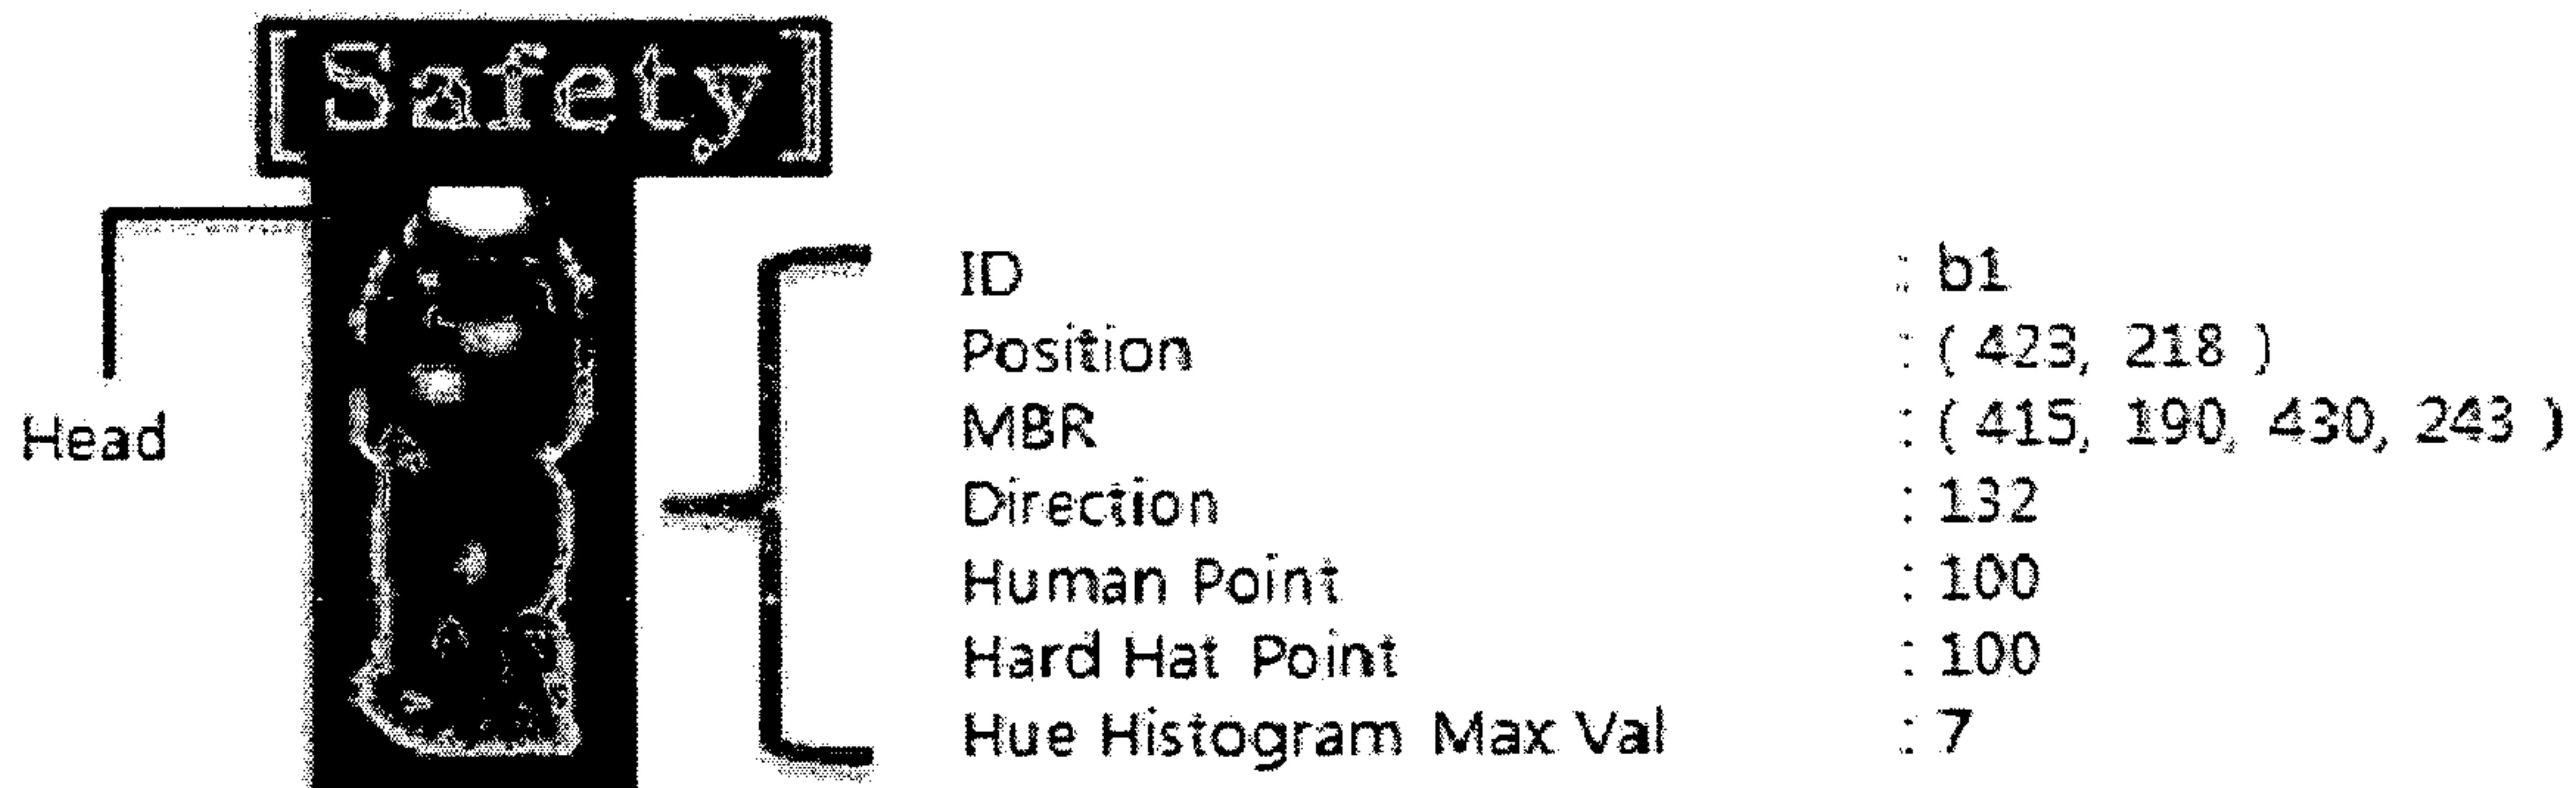 [Safety]
Head
ID : b1
Position : ( 423, 218 )
MBR : ( 415, 190, 430, 243 )
Direction : 132
Human Point : 100
Hard Hat Point : 100
Hue Histogram Max Val : 7